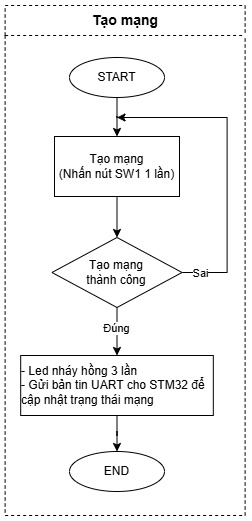 Tạo mạng
START
Tạo mạng
(Nhấn nút SW1 1 lần)
Tạo mạng
thành công
Sai
Đúng
- Led nháy hồng 3 lần
- Gửi bản tin UART cho STM32 để
cập nhật trạng thái mạng
END